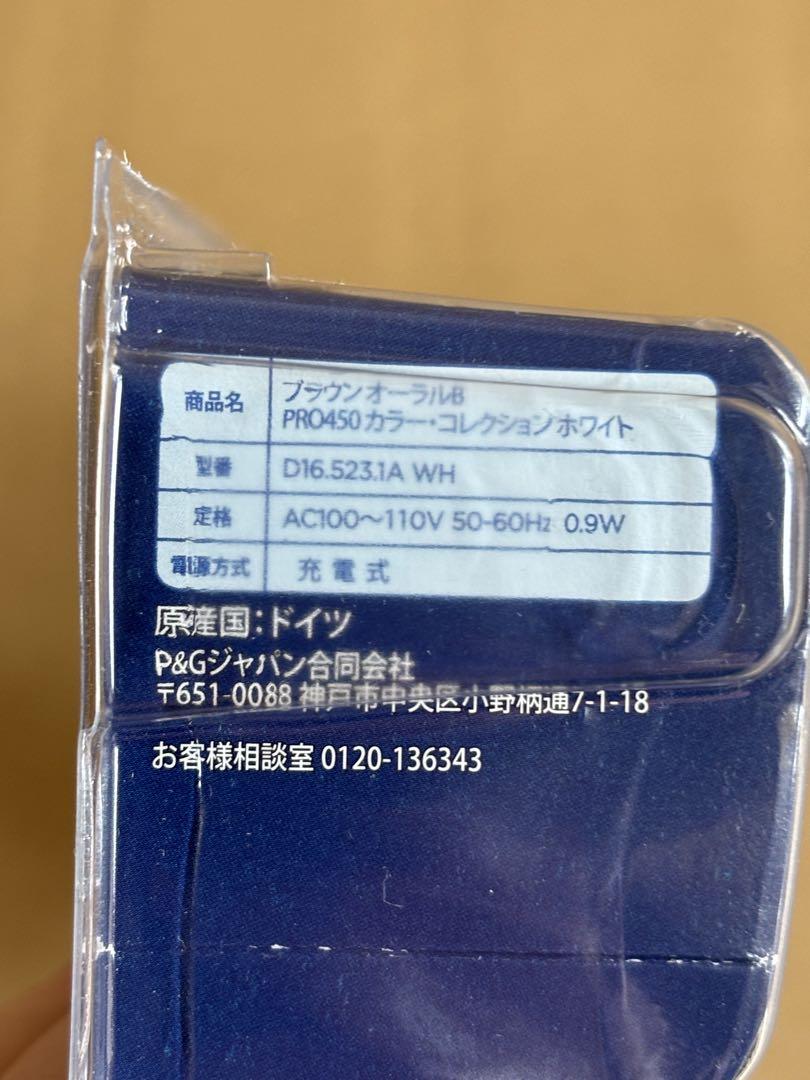 商品名 ブラウン オーラルB
PRO450 カラー・コレクション ホワイト
型番 D16.523.1A WH
定格 AC100～110V 50-60Hz 0.9W
電源方式 充電式
原産国：ドイツ
P&Gジャパン合同会社
〒651-0088 神戸市中央区小野柄通7-1-18
お客様相談室 0120-136343